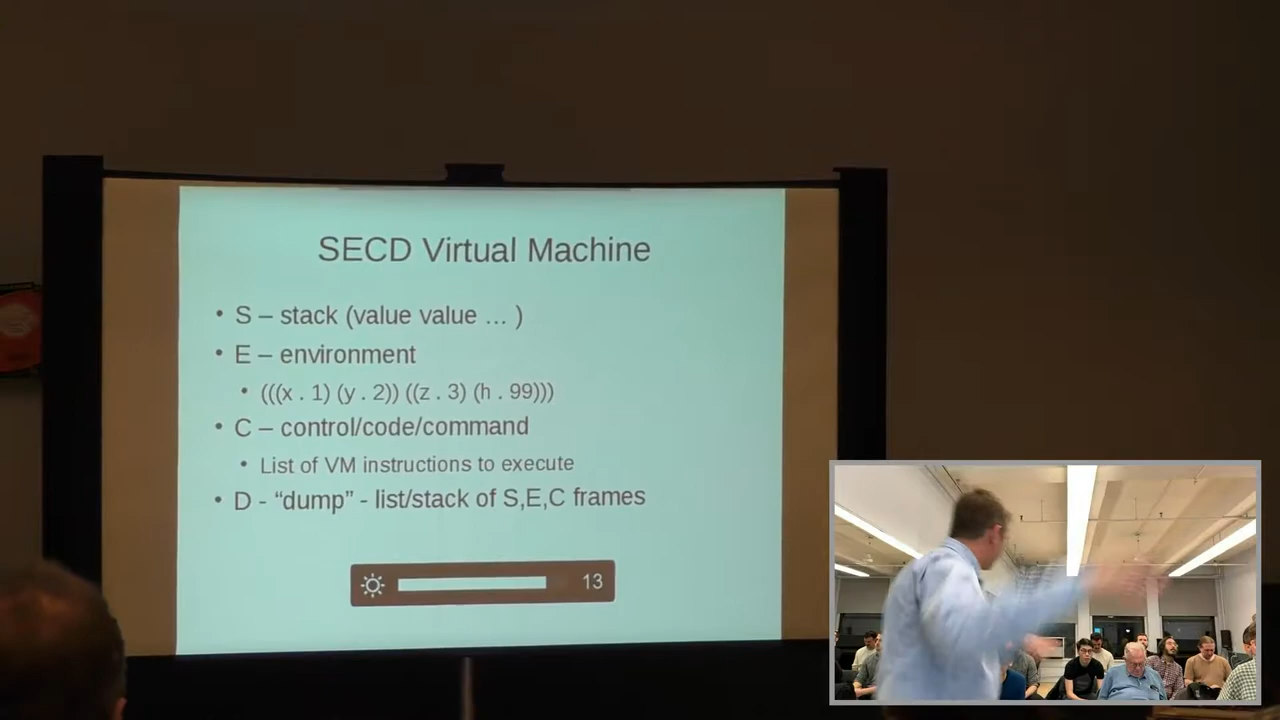 SECD Virtual Machine
• S – stack (value value … )
• E – environment
• (((x . 1) (y . 2)) ((z . 3) (h . 99)))
• C – control/code/command
• List of VM instructions to execute
• D - “dump” - list/stack of S,E,C frames
13